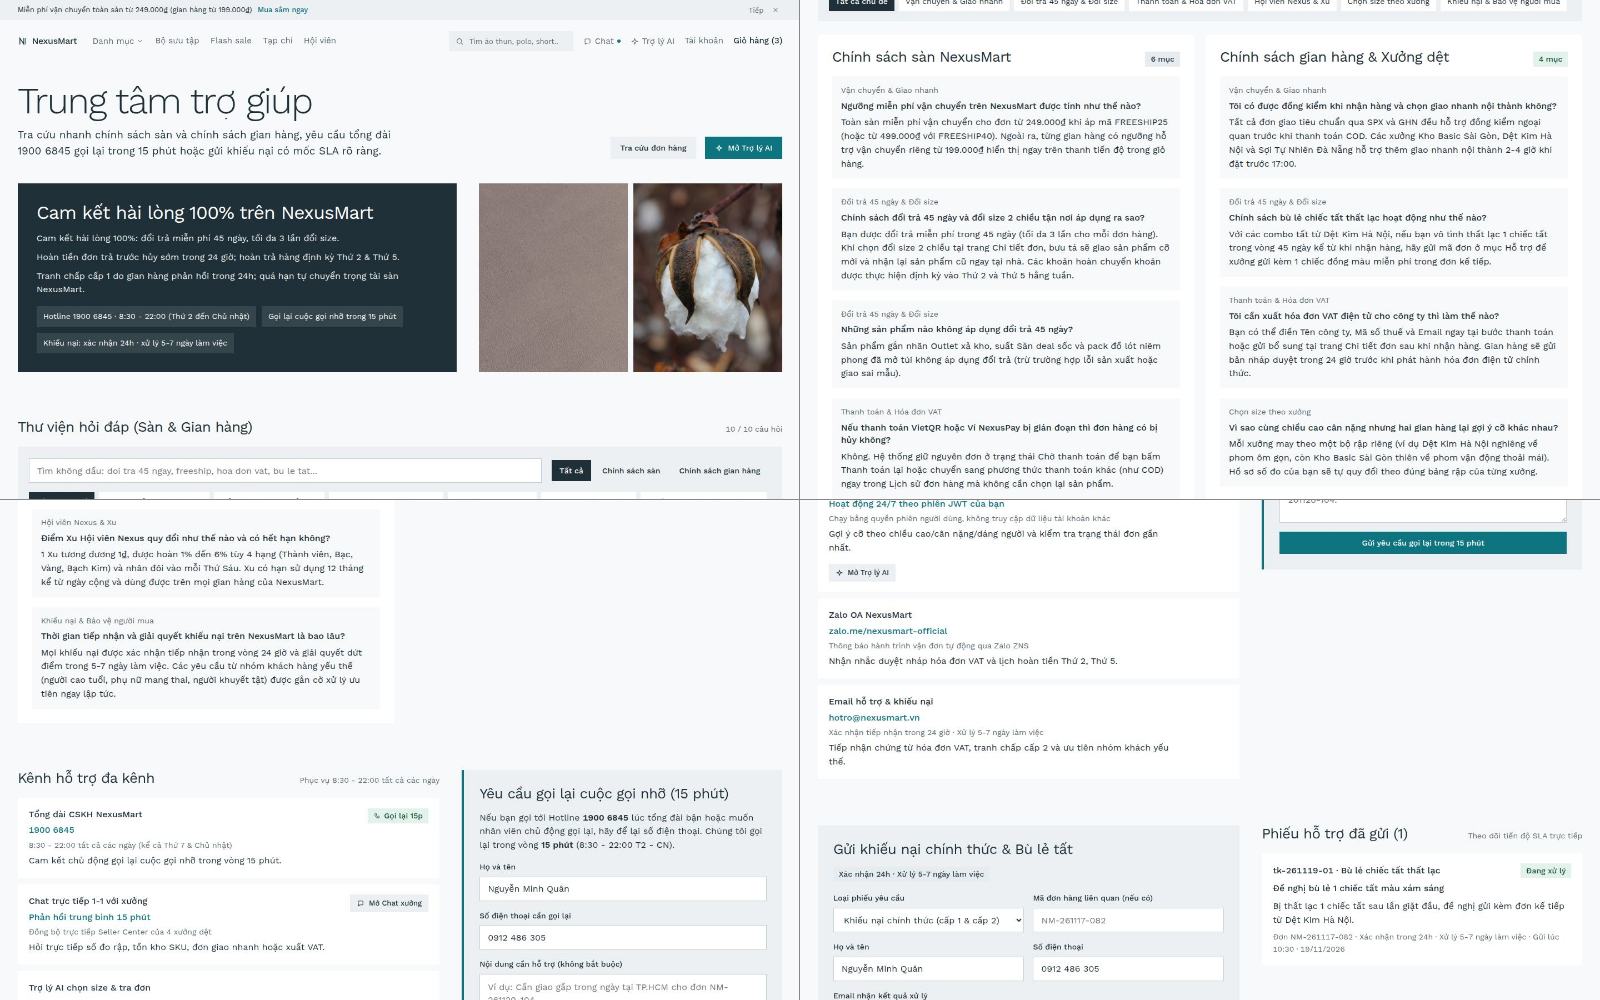 Miễn phí vận chuyển toàn sàn từ 249.000₫ (gian hàng từ 199.000₫) Mua sắm ngay
Tiếp ×
NexusMart Danh mục Bộ sưu tập Flash sale Tạp chí Hội viên
Tìm áo thun, polo, short..
Chat Trợ lý AI Tài khoản Giỏ hàng (3)
Trung tâm trợ giúp
Tra cứu nhanh chính sách sàn và chính sách gian hàng, yêu cầu tổng đài
1900 6845 gọi lại trong 15 phút hoặc gửi khiếu nại có mốc SLA rõ ràng.
Tra cứu đơn hàng
Mở Trợ lý AI
Cam kết hài lòng 100% trên NexusMart
Cam kết hài lòng 100%: đổi trả miễn phí 45 ngày, tối đa 3 lần đổi size.
Hoàn tiền đơn trả trước hủy sớm trong 24 giờ; hoàn trả hàng định kỳ Thứ 2 & Thứ 5.
Tranh chấp cấp 1 do gian hàng phản hồi trong 24h; quá hạn tự chuyển trọng tài sàn
NexusMart.
Hotline 1900 6845 · 8:30 - 22:00 (Thứ 2 đến Chủ nhật)
Gọi lại cuộc gọi nhỡ trong 15 phút
Khiếu nại: xác nhận 24h · xử lý 5-7 ngày làm việc
Thư viện hỏi đáp (Sàn & Gian hàng)
10 / 10 câu hỏi
Tìm không dấu: doi tra 45 ngay, freeship, hoa don vat, bu le tat...
Tất cả
Chính sách sàn
Chính sách gian hàng
Tất cả chủ đề
Vận chuyển & Giao nhanh
Đổi trả 45 ngày & Đổi size
Thanh toán & Hóa đơn VAT
Hội viên Nexus & Xu
Chọn size theo xưởng
Khiếu nại & Bảo vệ người mua
Chính sách sàn NexusMart
6 mục
Vận chuyển & Giao nhanh
Ngưỡng miễn phí vận chuyển trên NexusMart được tính như thế nào?
Toàn sàn miễn phí vận chuyển cho đơn từ 249.000₫ khi áp mã FREESHIP25
(hoặc từ 499.000₫ với FREESHIP40). Ngoài ra, từng gian hàng có ngưỡng hỗ
trợ vận chuyển riêng từ 199.000₫ hiển thị ngay trên thanh tiến độ trong giỏ
hàng.
Đổi trả 45 ngày & Đổi size
Chính sách đổi trả 45 ngày và đổi size 2 chiều tận nơi áp dụng ra sao?
Bạn được đổi trả miễn phí trong 45 ngày (tối đa 3 lần cho mỗi đơn hàng).
Khi chọn đổi size 2 chiều tại trang Chi tiết đơn, bưu tá sẽ giao sản phẩm cỡ
mới và nhận lại sản phẩm cũ ngay tại nhà. Các khoản hoàn chuyển khoản
được thực hiện định kỳ vào Thứ 2 và Thứ 5 hằng tuần.
Đổi trả 45 ngày & Đổi size
Những sản phẩm nào không áp dụng đổi trả 45 ngày?
Sản phẩm gắn nhãn Outlet xả kho, suất Săn deal sốc và pack đồ lót niêm
phong đã mở túi không áp dụng đổi trả (trừ trường hợp lỗi sản xuất hoặc
giao sai mẫu).
Thanh toán & Hóa đơn VAT
Nếu thanh toán VietQR hoặc Ví NexusPay bị gián đoạn thì đơn hàng có bị
hủy không?
Không. Hệ thống giữ nguyên đơn ở trạng thái Chờ thanh toán để bạn bấm
Thanh toán lại hoặc chuyển sang phương thức thanh toán khác (như COD)
ngay trong Lịch sử đơn hàng mà không cần chọn lại sản phẩm.
Chính sách gian hàng & Xưởng dệt
4 mục
Vận chuyển & Giao nhanh
Tôi có được đồng kiểm khi nhận hàng và chọn giao nhanh nội thành không?
Tất cả đơn giao tiêu chuẩn qua SPX và GHN đều hỗ trợ đồng kiểm ngoại
quan trước khi thanh toán COD. Các xưởng Kho Basic Sài Gòn, Dệt Kim Hà
Nội và Sợi Tự Nhiên Đà Nẵng hỗ trợ thêm giao nhanh nội thành 2-4 giờ khi
đặt trước 17:00.
Đổi trả 45 ngày & Đổi size
Chính sách bù lẻ chiếc tất thất lạc hoạt động như thế nào?
Với các combo tất từ Dệt Kim Hà Nội, nếu bạn vô tình thất lạc 1 chiếc tất
trong vòng 45 ngày kể từ khi nhận hàng, hãy gửi mã đơn ở mục Hỗ trợ để
xưởng gửi kèm 1 chiếc đồng màu miễn phí trong đơn kế tiếp.
Thanh toán & Hóa đơn VAT
Tôi cần xuất hóa đơn VAT điện tử cho công ty thì làm thế nào?
Bạn có thể điền Tên công ty, Mã số thuế và Email ngay tại bước thanh toán
hoặc gửi bổ sung tại trang Chi tiết đơn sau khi nhận hàng. Gian hàng sẽ gửi
bản nháp duyệt trong 24 giờ trước khi phát hành hóa đơn điện tử chính
thức.
Chọn size theo xưởng
Vì sao cùng chiều cao cân nặng nhưng hai gian hàng lại gợi ý cỡ khác nhau?
Mỗi xưởng may theo một bộ rập riêng (ví dụ Dệt Kim Hà Nội nghiêng về
phom ôm gọn, còn Kho Basic Sài Gòn thiên về phom vận động thoải mái).
Hồ sơ số đo của bạn sẽ tự quy đổi theo đúng bảng rập của từng xưởng.
Hội viên Nexus & Xu
Điểm Xu Hội viên Nexus quy đổi như thế nào và có hết hạn không?
1 Xu tương đương 1₫, được hoàn 1% đến 6% tùy 4 hạng (Thành viên, Bạc,
Vàng, Bạch Kim) và nhân đôi vào mỗi Thứ Sáu. Xu có hạn sử dụng 12 tháng
kể từ ngày cộng và dùng được trên mọi gian hàng của NexusMart.
Khiếu nại & Bảo vệ người mua
Thời gian tiếp nhận và giải quyết khiếu nại trên NexusMart là bao lâu?
Mọi khiếu nại được xác nhận tiếp nhận trong vòng 24 giờ và giải quyết dứt
điểm trong 5-7 ngày làm việc. Các yêu cầu từ nhóm khách hàng yếu thế
(người cao tuổi, phụ nữ mang thai, người khuyết tật) được gắn cờ xử lý ưu
tiên ngay lập tức.
Kênh hỗ trợ đa kênh
Phục vụ 8:30 - 22:00 tất cả các ngày
Tổng đài CSKH NexusMart
Gọi lại 15p
1900 6845
8:30 - 22:00 tất cả các ngày (kể cả Thứ 7 & Chủ nhật)
Cam kết chủ động gọi lại cuộc gọi nhỡ trong vòng 15 phút.
Chat trực tiếp 1-1 với xưởng
Mở Chat xưởng
Phản hồi trung bình 15 phút
Đồng bộ trực tiếp Seller Center của 4 xưởng dệt
Hỏi trực tiếp số đo rập, tồn kho SKU, đơn giao nhanh hoặc xuất VAT.
Trợ lý AI chọn size & tra đơn
Yêu cầu gọi lại cuộc gọi nhỡ (15 phút)
Nếu bạn gọi tới Hotline 1900 6845 lúc tổng đài bận hoặc muốn
nhân viên chủ động gọi lại, hãy để lại số điện thoại. Chúng tôi gọi
lại trong vòng 15 phút (8:30 - 22:00 T2 - CN).
Họ và tên
Nguyễn Minh Quân
Số điện thoại cần gọi lại
0912 486 305
Nội dung cần hỗ trợ (không bắt buộc)
Ví dụ: Cần giao gấp trong ngày tại TP.HCM cho đơn NM-
261120-104.
Hoạt động 24/7 theo phiên JWT của bạn
Chạy bằng quyền phiên người dùng, không truy cập dữ liệu tài khoản khác
Gợi ý cỡ theo chiều cao/cân nặng/dáng người và kiểm tra trạng thái đơn gần
nhất.
Mở Trợ lý AI
Zalo OA NexusMart
zalo.me/nexusmart-official
Thông báo hành trình vận đơn tự động qua Zalo ZNS
Nhận nhắc duyệt nháp hóa đơn VAT và lịch hoàn tiền Thứ 2, Thứ 5.
Email hỗ trợ & khiếu nại
hotro@nexusmart.vn
Xác nhận tiếp nhận trong 24 giờ · Xử lý 5-7 ngày làm việc
Tiếp nhận chứng từ hóa đơn VAT, tranh chấp cấp 2 và ưu tiên nhóm khách yếu
thế.
261120-104.
Gửi yêu cầu gọi lại trong 15 phút
Gửi khiếu nại chính thức & Bù lẻ tất
Xác nhận 24h · Xử lý 5-7 ngày làm việc
Loại phiếu yêu cầu
Khiếu nại chính thức (cấp 1 & cấp 2)
Mã đơn hàng liên quan (nếu có)
NM-261117-082
Họ và tên
Nguyễn Minh Quân
Số điện thoại
0912 486 305
Email nhận kết quả xử lý
Phiếu hỗ trợ đã gửi (1)
Theo dõi tiến độ SLA trực tiếp
tk-261119-01 · Bù lẻ chiếc tất thất lạc
Đang xử lý
Đề nghị bù lẻ 1 chiếc tất màu xám sáng
Bị thất lạc 1 chiếc tất sau lần giặt đầu, đề nghị gửi kèm đơn kế tiếp
từ Dệt Kim Hà Nội.
Đơn NM-261117-082 · Xác nhận trong 24h · Xử lý 5-7 ngày làm việc · Gửi lúc
10:30 · 19/11/2026